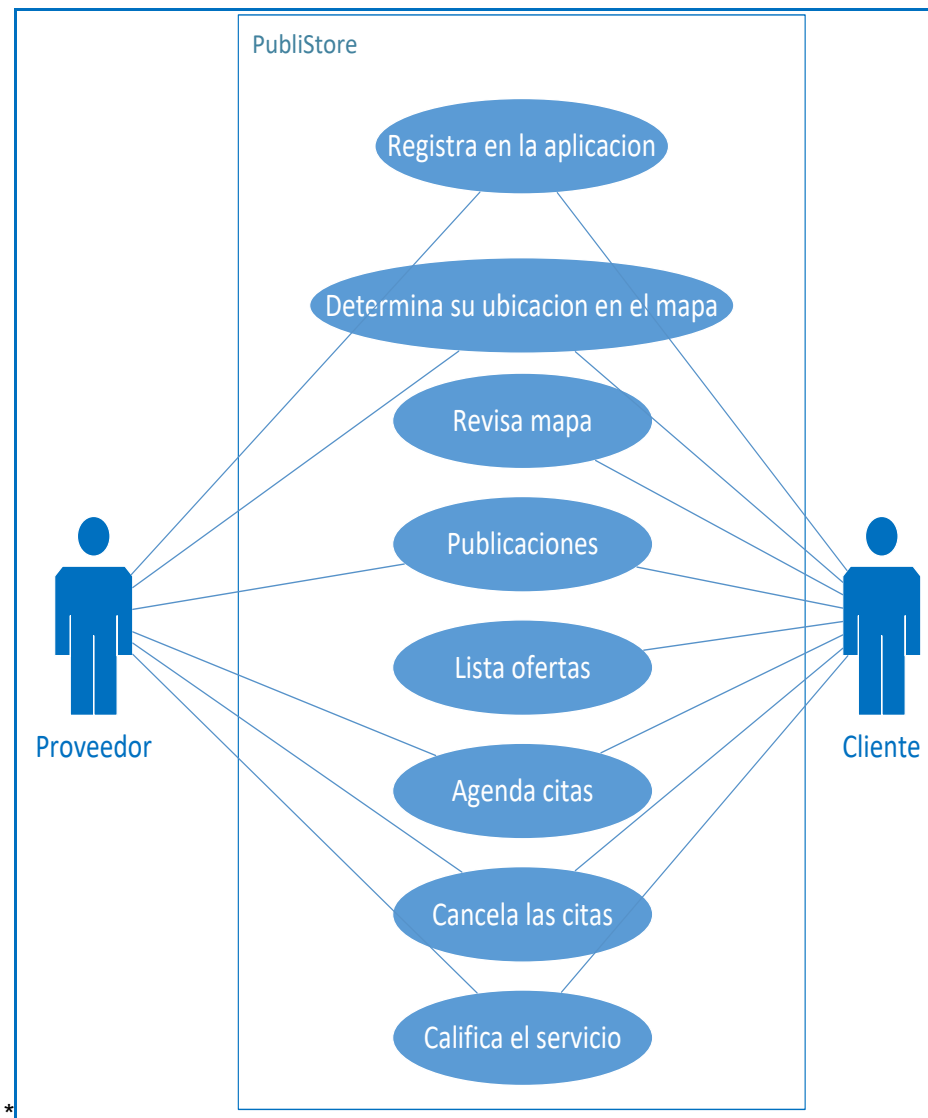 PubliStore
Registra en la aplicacion
Determina su ubicacion en el mapa
Revisa mapa
Publicaciones
Lista ofertas
Proveedor
Cliente
Agenda citas
Cancela las citas
Califica el servicio
*